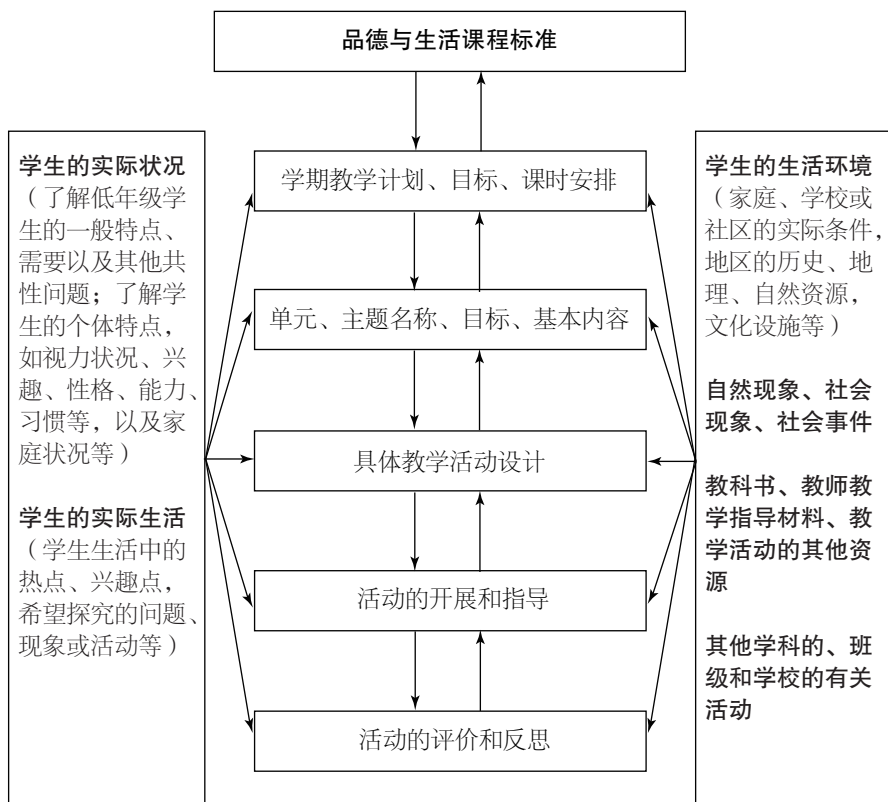 品德与生活课程标准
学生的实际状况
（了解低年级学
生的一般特点、
需要以及其他共
性问题；了解学
生的个体特点，
如视力状况、兴
趣、性格、能力、
习惯等，以及家
庭状况等）
学生的实际生活
（学生生活中的
热点、兴趣点，
希望探究的问题、
现象或活动等）
学期教学计划、目标、课时安排
单元、主题名称、目标、基本内容
具体教学活动设计
活动的开展和指导
活动的评价和反思
学生的生活环境
（家庭、学校或
社区的实际条件，
地区的历史、地
理、自然资源，
文化设施等）
自然现象、社会
现象、社会事件
教科书、教师教
学指导材料、教
学活动的其他资
源
其他学科的、班
级和学校的有关
活动